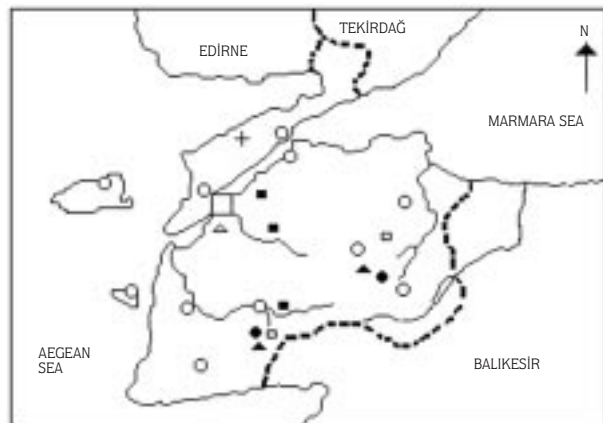 TEKİRDAĞ
EDİRNE
N
MARMARA SEA
AEGEAN
SEA
BALIKESİR